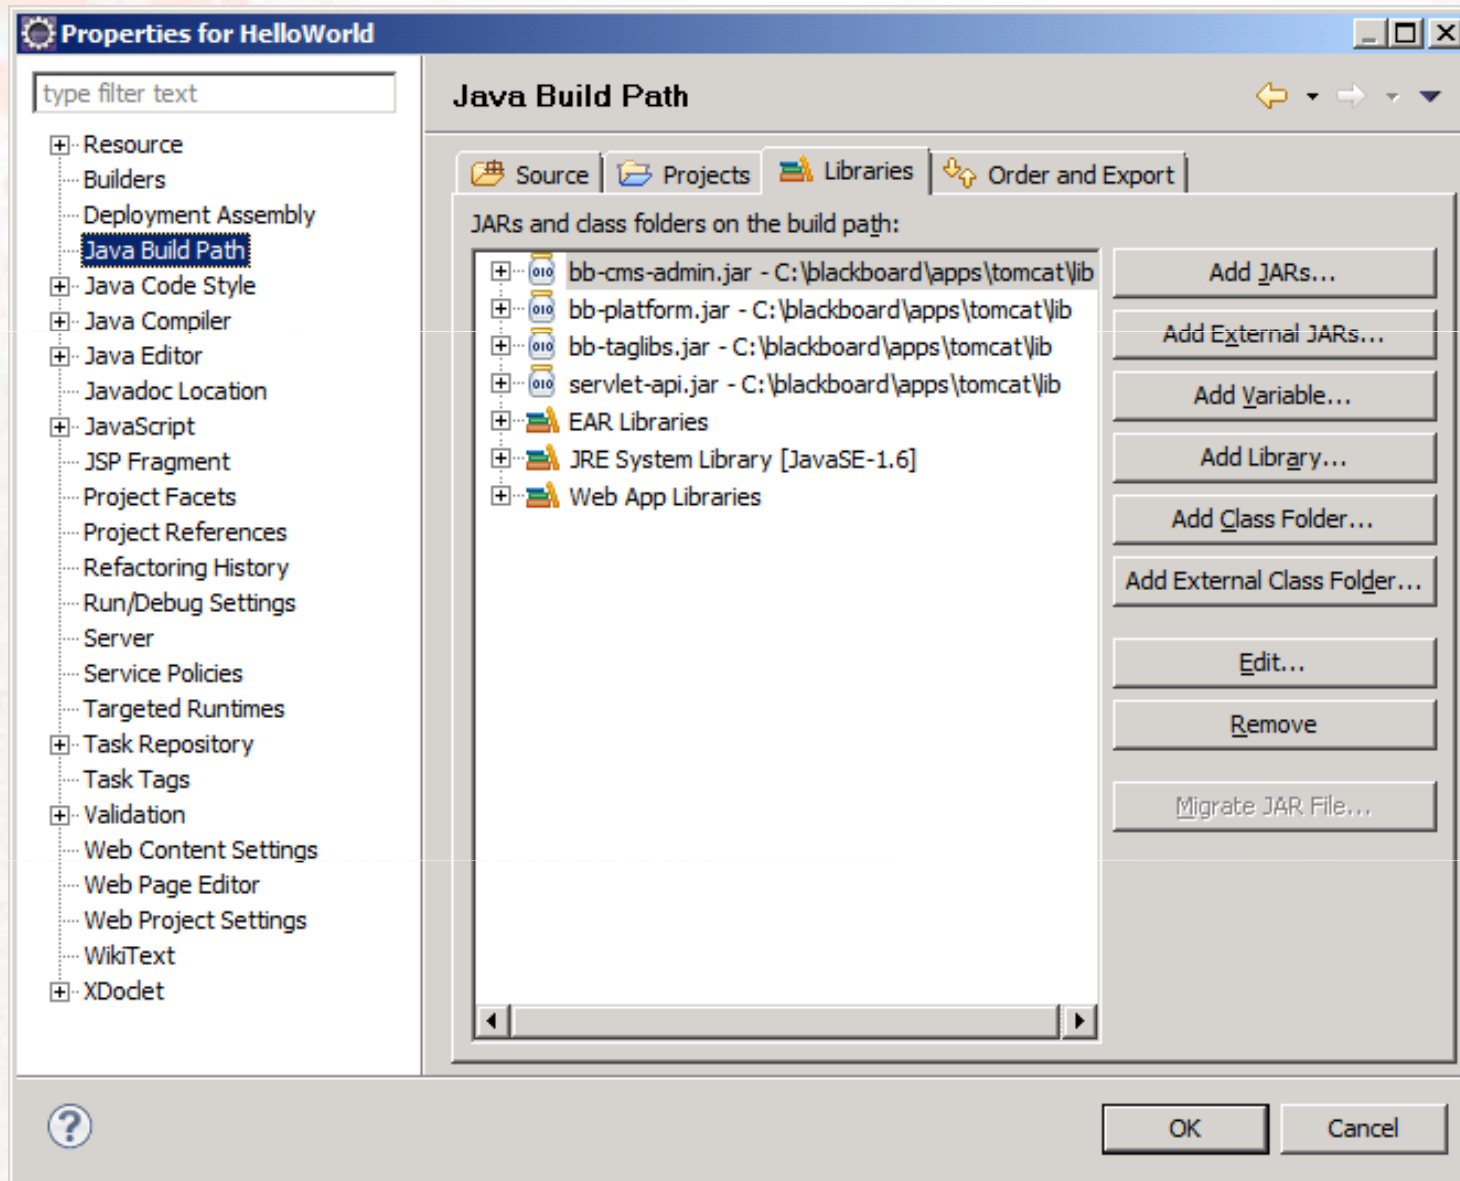 Properties for HelloWorld
type filter text
Resource
Builders
Deployment Assembly
Java Build Path
Java Code Style
Java Compiler
Java Editor
Javadoc Location
JavaScript
JSP Fragment
Project Facets
Project References
Refactoring History
Run/Debug Settings
Server
Service Policies
Targeted Runtimes
Task Repository
Task Tags
Validation
Web Content Settings
Web Page Editor
Web Project Settings
WikiText
XDoclet
Java Build Path
Source Projects Libraries Order and Export
JARs and class folders on the build path:
bb-cms-admin.jar - C:\blackboard\apps\tomcat\lib
bb-platform.jar - C:\blackboard\apps\tomcat\lib
bb-taglibs.jar - C:\blackboard\apps\tomcat\lib
servlet-api.jar - C:\blackboard\apps\tomcat\lib
EAR Libraries
JRE System Library [JavaSE-1.6]
Web App Libraries
Add JARs...
Add External JARs...
Add Variable...
Add Library...
Add Class Folder...
Add External Class Folder...
Edit...
Remove
Migrate JAR File...
OK Cancel